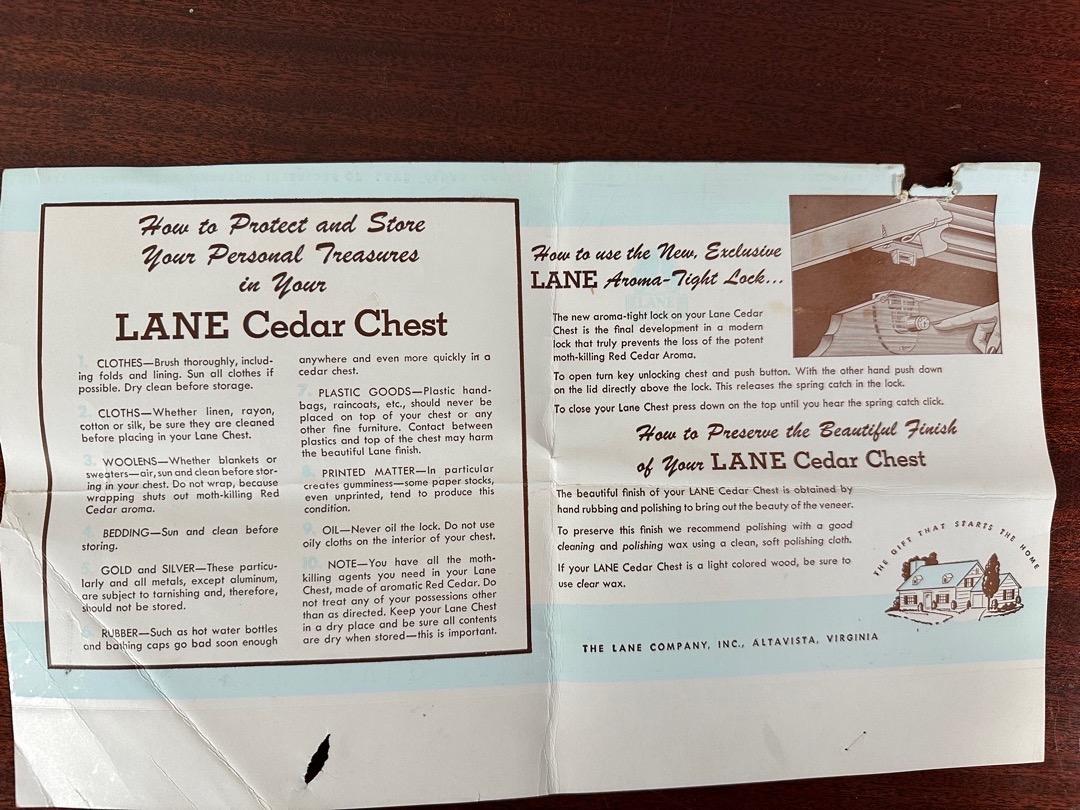 How to Protect and Store
Your Personal Treasures
in Your
LANE Cedar Chest
1. CLOTHES—Brush thoroughly, includ-
ing folds and lining. Sun all clothes if
possible. Dry clean before storage.
2. CLOTHS—Whether linen, rayon,
cotton or silk, be sure they are cleaned
before placing in your Lane Chest.
3. WOOLENS—Whether blankets or
sweaters—air, sun and clean before stor-
ing in your chest. Do not wrap, because
wrapping shuts out moth-killing Red
Cedar aroma.
4. BEDDING—Sun and clean before
storing.
5. GOLD and SILVER—These particu-
larly and all metals, except aluminum,
are subject to tarnishing and, therefore,
should not be stored.
6. RUBBER—Such as hot water bottles
and bathing caps go bad soon enough
anywhere and even more quickly in a
cedar chest.
7. PLASTIC GOODS—Plastic hand-
bags, raincoats, etc., should never be
placed on top of your chest or any
other fine furniture. Contact between
plastics and top of the chest may harm
the beautiful Lane finish.
8. PRINTED MATTER—In particular
creates gumminess—some paper stocks,
even unprinted, tend to produce this
condition.
9. OIL—Never oil the lock. Do not use
oily cloths on the interior of your chest.
10. NOTE—You have all the moth-
killing agents you need in your Lane
Chest, made of aromatic Red Cedar. Do
not treat any of your possessions other
than as directed. Keep your Lane Chest
in a dry place and be sure all contents
are dry when stored—this is important.
How to use the New, Exclusive
LANE Aroma-Tight Lock...
The new aroma-tight lock on your Lane Cedar
Chest is the final development in a modern
lock that truly prevents the loss of the potent
moth-killing Red Cedar Aroma.
To open turn key unlocking chest and push button. With the other hand push down
on the lid directly above the lock. This releases the spring catch in the lock.
To close your Lane Chest press down on the top until you hear the spring catch click.
How to Preserve the Beautiful Finish
of Your LANE Cedar Chest
The beautiful finish of your LANE Cedar Chest is obtained by
hand rubbing and polishing to bring out the beauty of the veneer.
To preserve this finish we recommend polishing with a good
cleaning and polishing wax using a clean, soft polishing cloth.
If your LANE Cedar Chest is a light colored wood, be sure to
use clear wax.
THE GIFT THAT STARTS THE HOME
THE LANE COMPANY, INC., ALTAVISTA, VIRGINIA